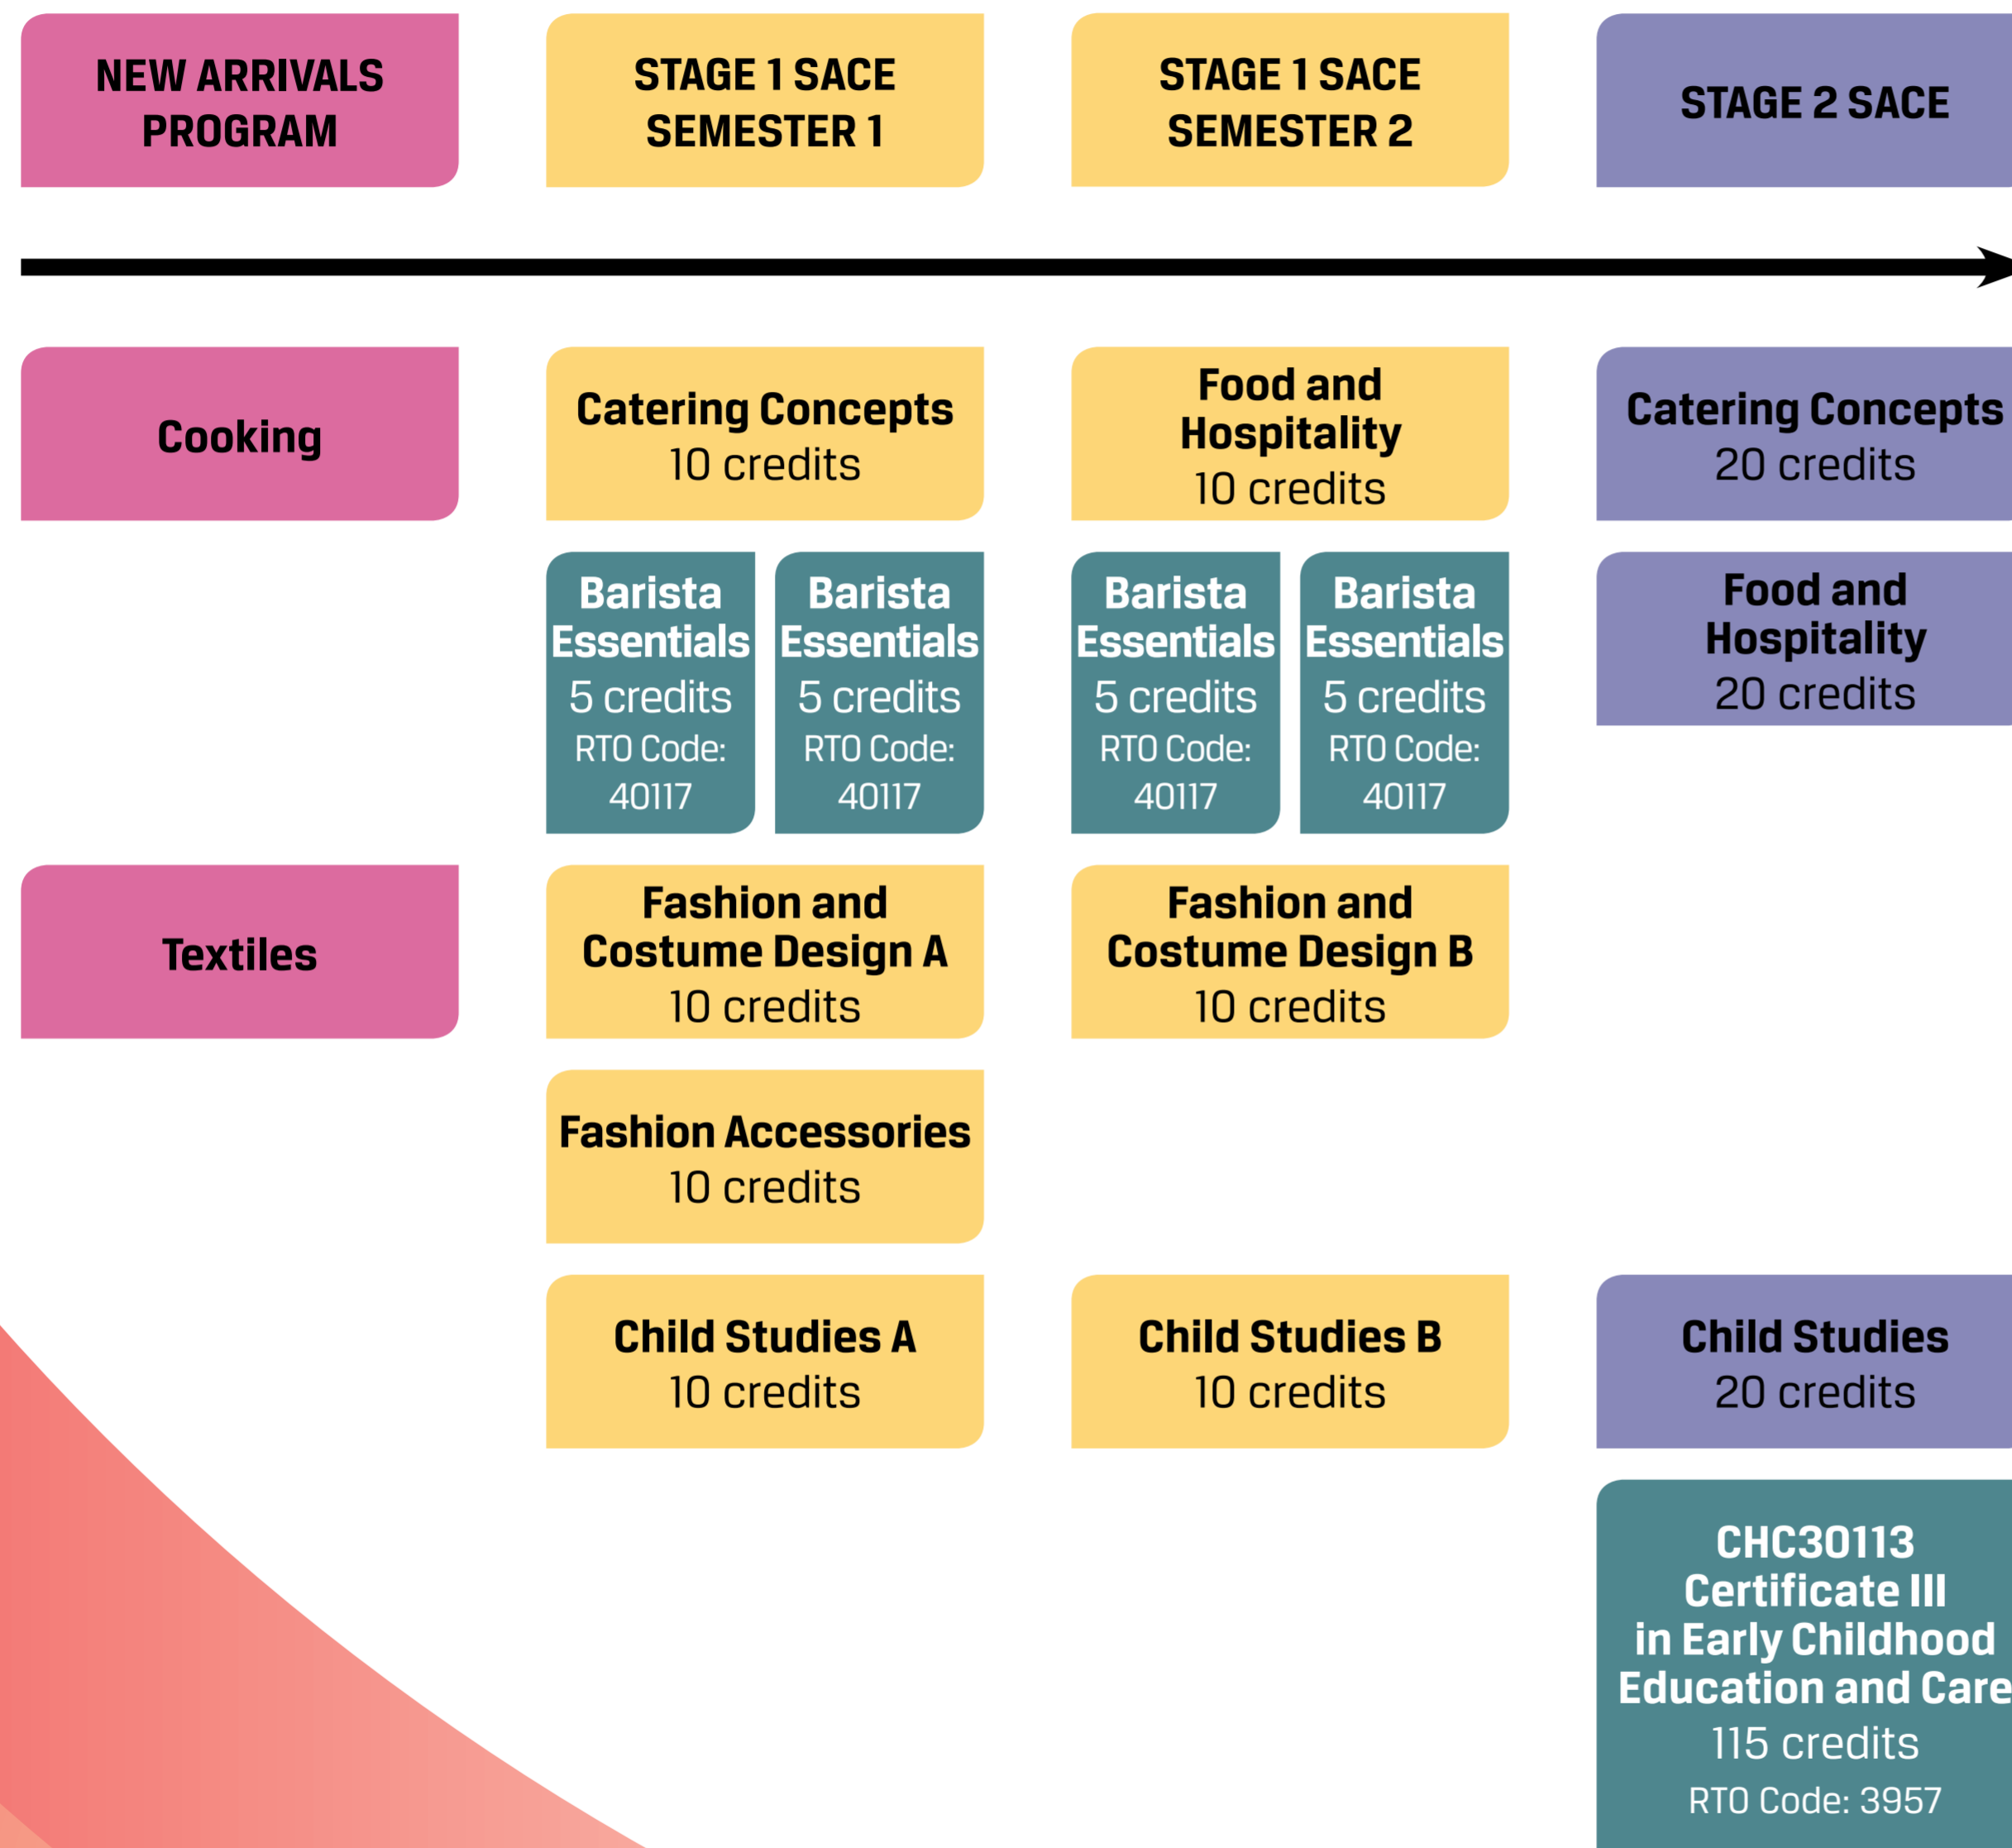 NEW ARRIVALS
PROGRAM
STAGE 1 SACE
SEMESTER 1
STAGE 1 SACE
SEMESTER 2
STAGE 2 SACE
Cooking
Catering Concepts
10 credits
Food and
Hospitality
10 credits
Catering Concepts
20 credits
Barista
Essentials
5 credits
RTO Code:
40117
Barista
Essentials
5 credits
RTO Code:
40117
Barista
Essentials
5 credits
RTO Code:
40117
Barista
Essentials
5 credits
RTO Code:
40117
Food and
Hospitality
20 credits
Textiles
Fashion and
Costume Design A
10 credits
Fashion and
Costume Design B
10 credits
Fashion Accessories
10 credits
Child Studies A
10 credits
Child Studies B
10 credits
Child Studies
20 credits
CHC30113
Certificate III
in Early Childhood
Education and Care
115 credits
RTO Code: 3957